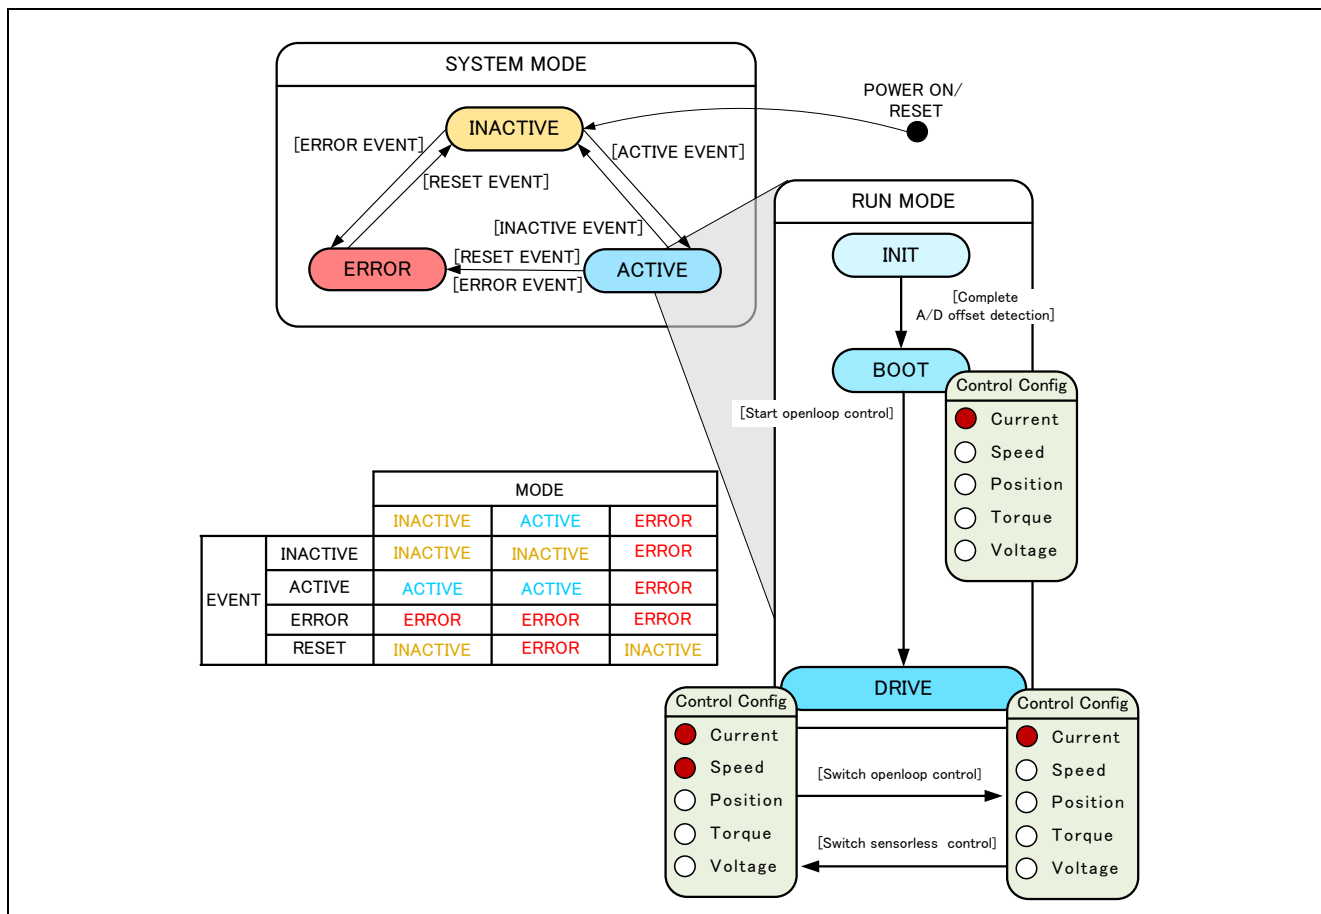 SYSTEM MODE
POWER ON/
RESET
INACTIVE
[ERROR EVENT]
[ACTIVE EVENT]
[RESET EVENT]
[INACTIVE EVENT]
ERROR
[RESET EVENT]
[ERROR EVENT]
ACTIVE
RUN MODE
INIT
[Complete
A/D offset detection]
BOOT
[Start openloop control]
Control Config
Current
Speed
Position
Torque
Voltage
MODE
INACTIVE ACTIVE ERROR
EVENT
INACTIVE INACTIVE INACTIVE ERROR
ACTIVE ACTIVE ACTIVE ERROR
ERROR ERROR ERROR ERROR
RESET INACTIVE ERROR INACTIVE
DRIVE
Control Config
Current
Speed
Position
Torque
Voltage
[Switch openloop control]
[Switch sensorless control]
Control Config
Current
Speed
Position
Torque
Voltage